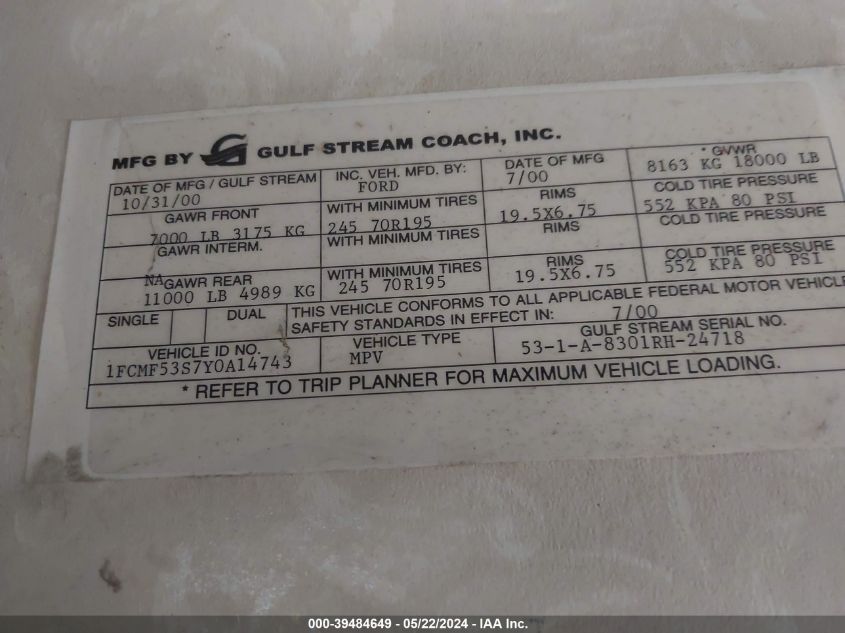 MFG BY GULF STREAM COACH, INC.
DATE OF MFG / GULF STREAM INC. VEH. MFD. BY: DATE OF MFG * GVWR
10/31/00 FORD 7/00 8163 KG 18000 LB
GAWR FRONT WITH MINIMUM TIRES RIMS COLD TIRE PRESSURE
7000 LB 3175 KG 245 70R195 19.5X6.75 552 KPA 80 PSI
GAWR INTERM. WITH MINIMUM TIRES RIMS COLD TIRE PRESSURE
NA
GAWR REAR WITH MINIMUM TIRES RIMS COLD TIRE PRESSURE
11000 LB 4989 KG 245 70R195 19.5X6.75 552 KPA 80 PSI
SINGLE DUAL THIS VEHICLE CONFORMS TO ALL APPLICABLE FEDERAL MOTOR VEHICLE
SAFETY STANDARDS IN EFFECT IN: 7/00
VEHICLE ID NO. VEHICLE TYPE GULF STREAM SERIAL NO.
1FCMF53S7Y0A14743 MPV 53-1-A-8301RH-24718
* REFER TO TRIP PLANNER FOR MAXIMUM VEHICLE LOADING.
000-39484649 - 05/22/2024 - IAA Inc.